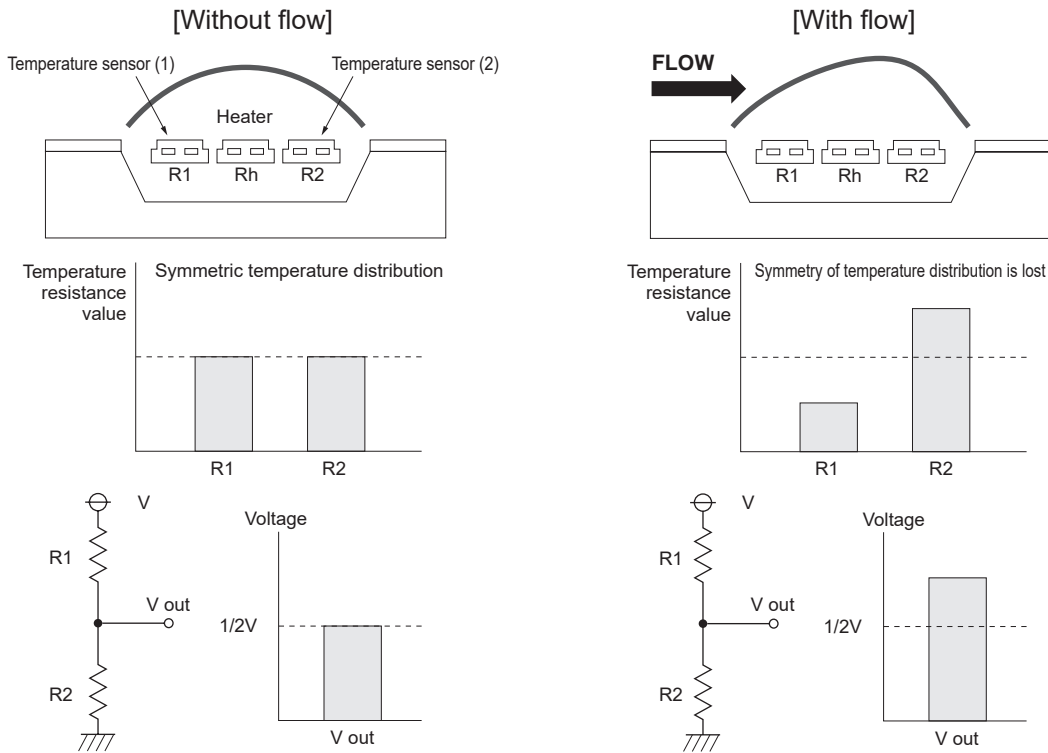 [Without flow]
Temperature sensor (1)
Temperature sensor (2)
Heater
R1
Rh
R2
Temperature
resistance
value
Symmetric temperature distribution
R1
R2
V
R1
V out
R2
Voltage
1/2V
V out
[With flow]
FLOW
R1
Rh
R2
Temperature
resistance
value
Symmetry of temperature distribution is lost
R1
R2
V
R1
V out
R2
Voltage
1/2V
V out